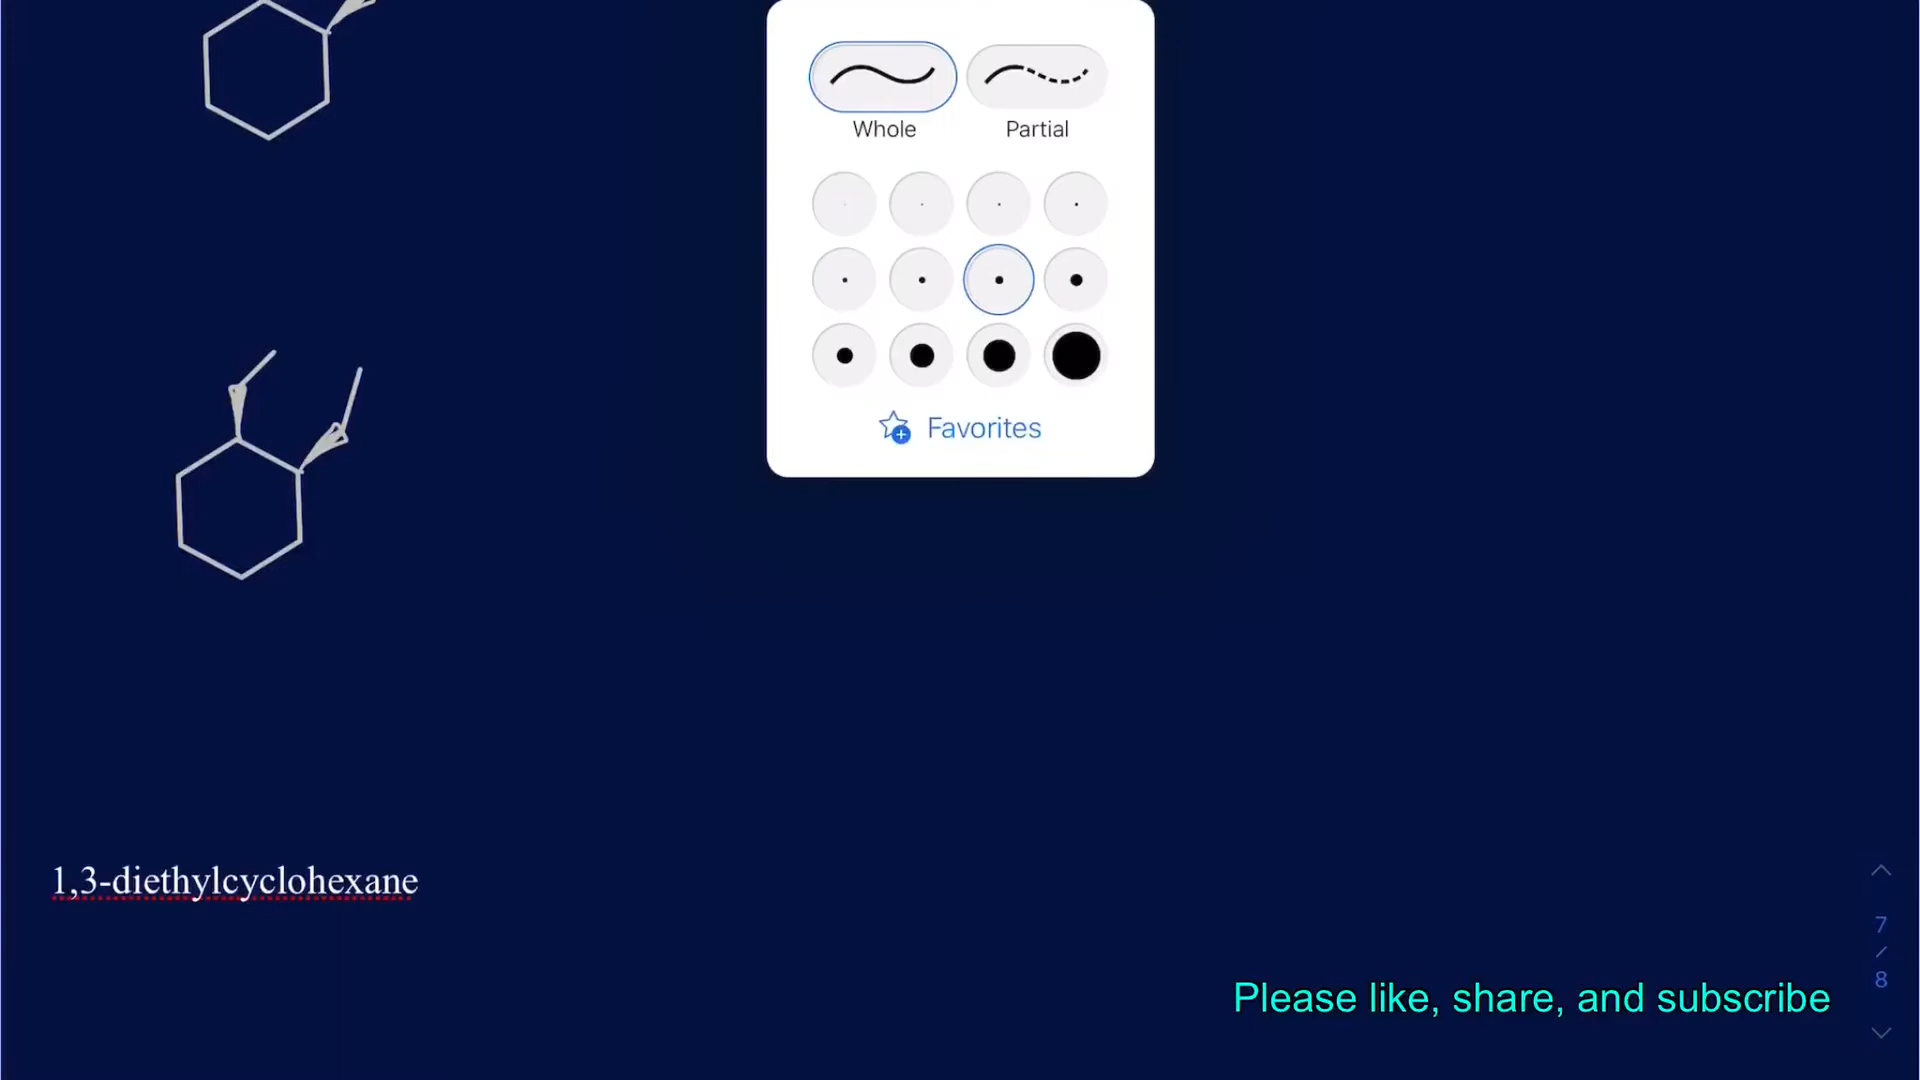 Whole
Partial
Favorites
1,3-diethylcyclohexane
7
/
8
Please like, share, and subscribe